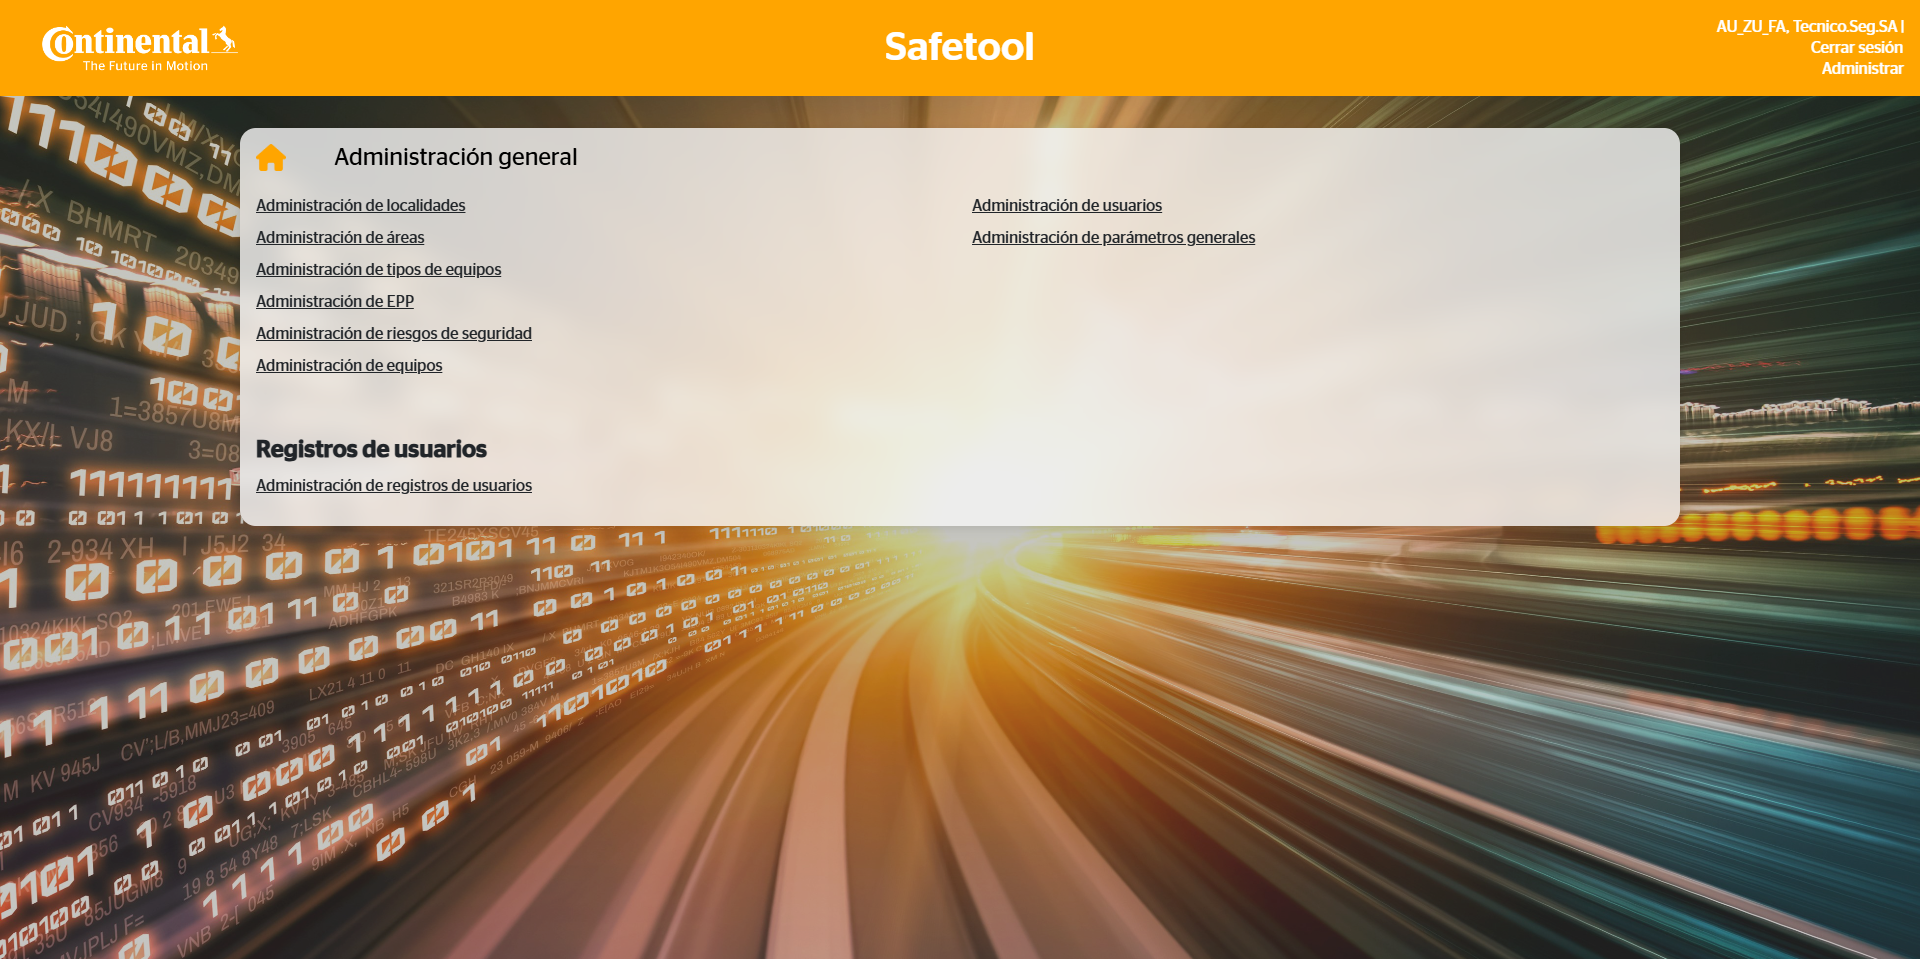 Continental
The Future in Motion
Safetool
AU_ZU_FA, Tecnico.Seg.SA |
Cerrar sesión
Administrar
Administración general
Administración de localidades
Administración de áreas
Administración de tipos de equipos
Administración de EPP
Administración de riesgos de seguridad
Administración de equipos
Administración de usuarios
Administración de parámetros generales
Registros de usuarios
Administración de registros de usuarios